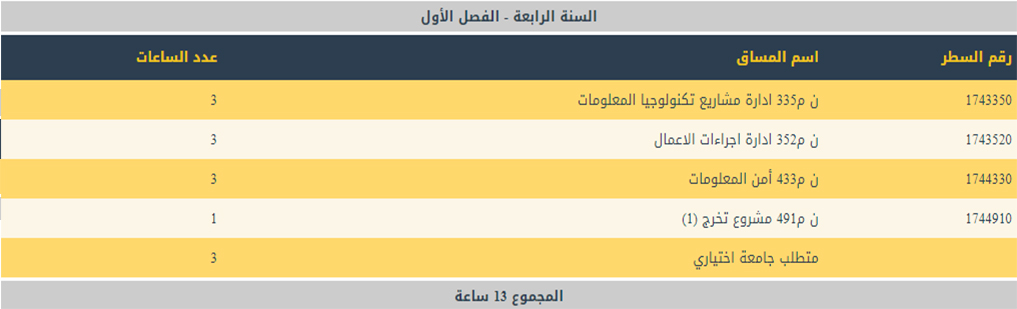 السنة الرابعة - الفصل الأول
رقم السطر اسم المساق عدد الساعات
1743350 ن م335 ادارة مشاريع تكنولوجيا المعلومات 3
1743520 ن م352 ادارة اجراءات الاعمال 3
1744330 ن م433 أمن المعلومات 3
1744910 ن م491 مشروع تخرج (1) 1
متطلب جامعة اختياري 3
المجموع 13 ساعة